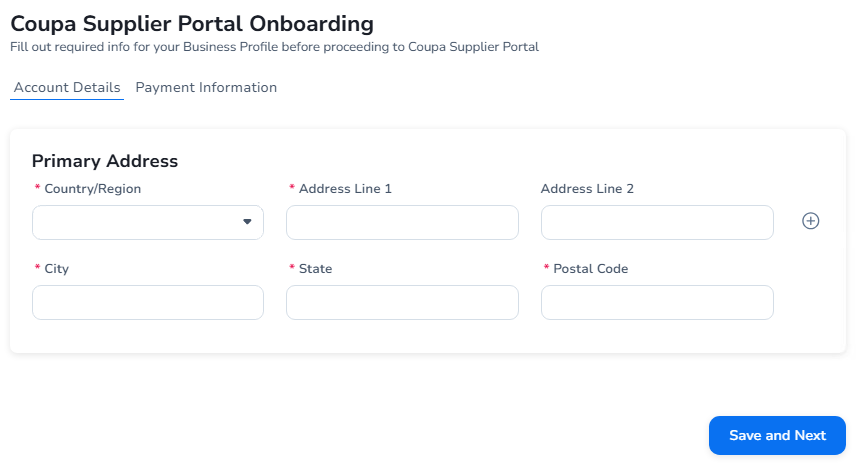 Coupa Supplier Portal Onboarding
Fill out required info for your Business Profile before proceeding to Coupa Supplier Portal
Account Details Payment Information
Primary Address
* Country/Region * Address Line 1 Address Line 2
* City * State * Postal Code
Save and Next